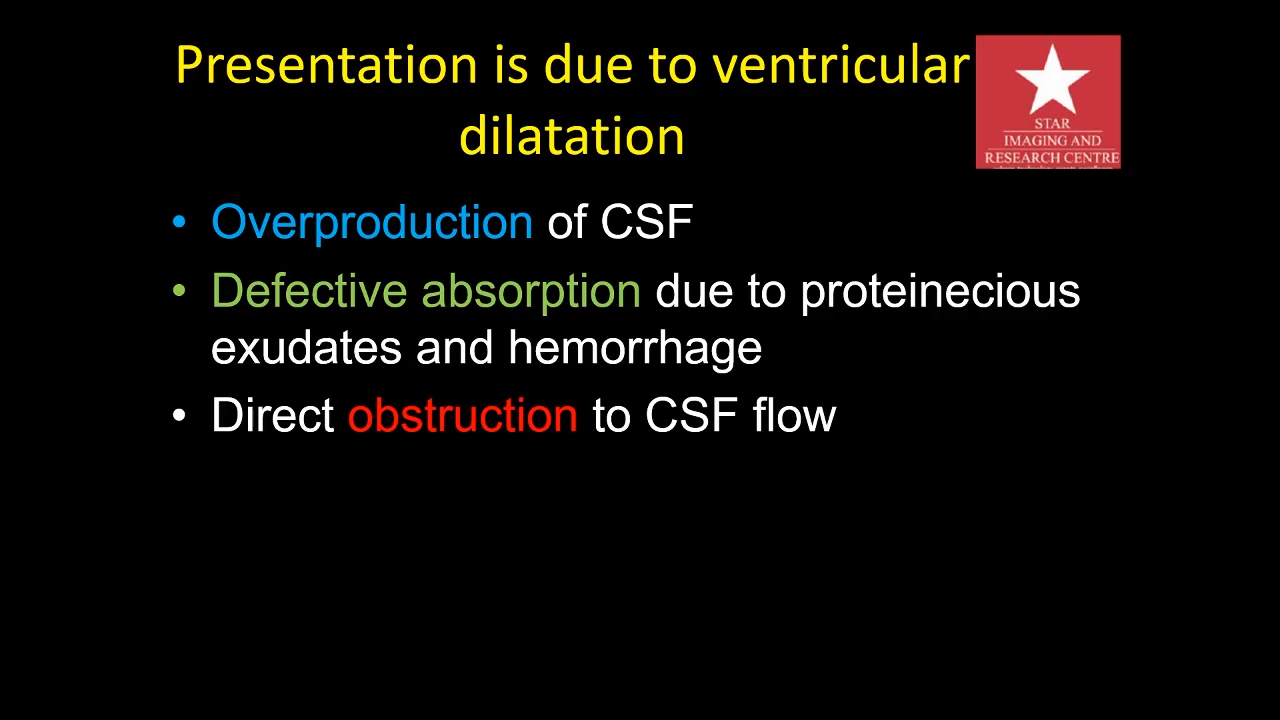 Presentation is due to ventricular
dilatation
STAR
IMAGING AND
RESEARCH CENTRE
• Overproduction of CSF
• Defective absorption due to proteinecious
exudates and hemorrhage
• Direct obstruction to CSF flow